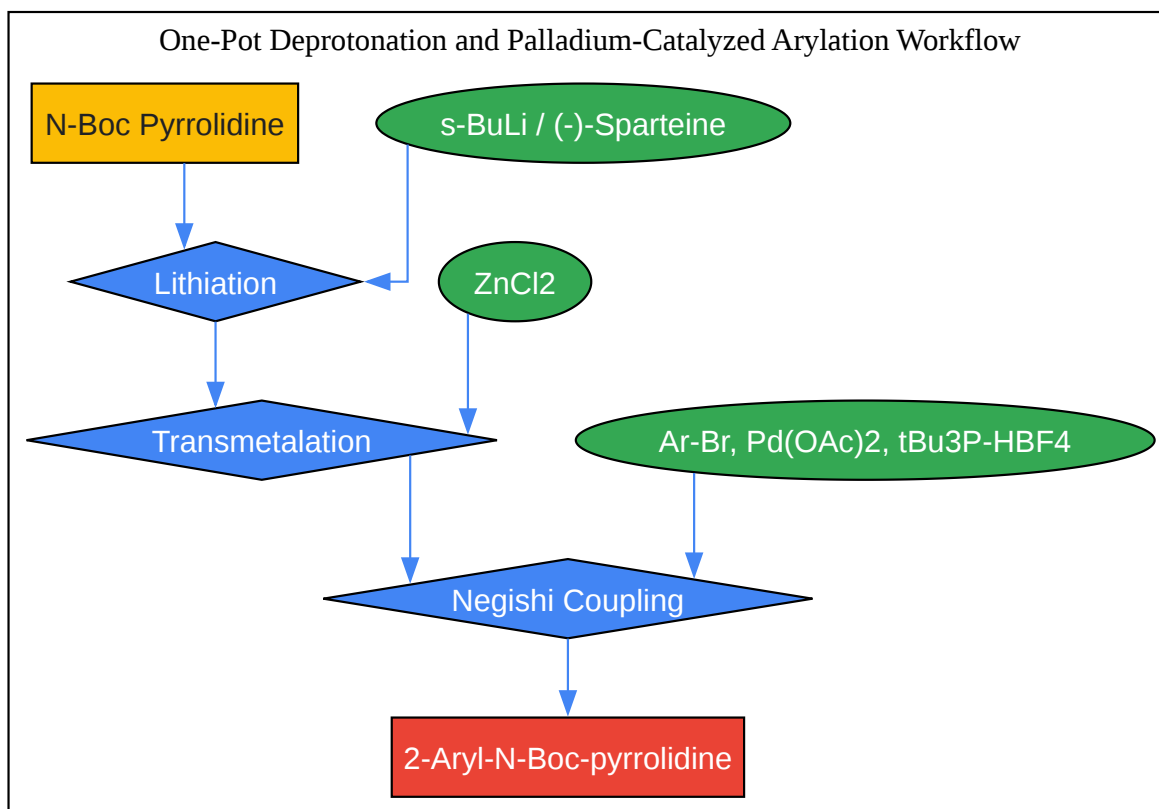 One-Pot Deprotonation and Palladium-Catalyzed Arylation Workflow
N-Boc Pyrrolidine
s-BuLi / (-)-Sparteine
Lithiation
ZnCl2
Transmetalation
Ar-Br, Pd(OAc)2, tBu3P-HBF4
Negishi Coupling
2-Aryl-N-Boc-pyrrolidine